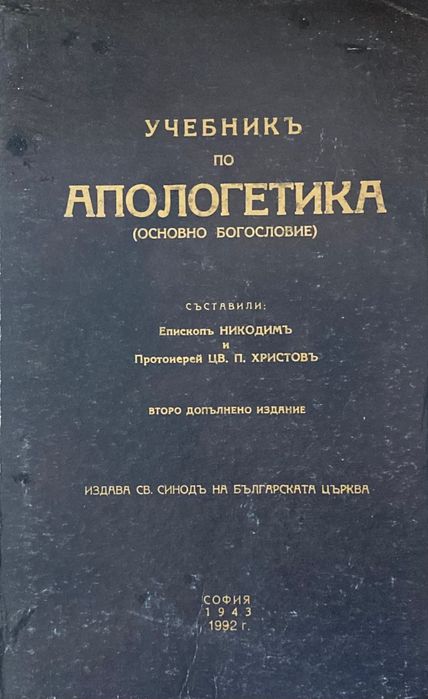 УЧЕБНИКЪ
ПО
АПОЛОГЕТИКА
(ОСНОВНО БОГОСЛОВИЕ)
СЪСТАВИЛИ:
Епископъ НИКОДИМЪ
и
Протоиерей ЦВ. П. ХРИСТОВЪ
ВТОРО ДОПЪЛНЕНО ИЗДАНИЕ
ИЗДАВА СВ. СИНОДЪ НА БЪЛГАРСКАТА ЦЪРКВА
СОФИЯ
1943
1992 г.